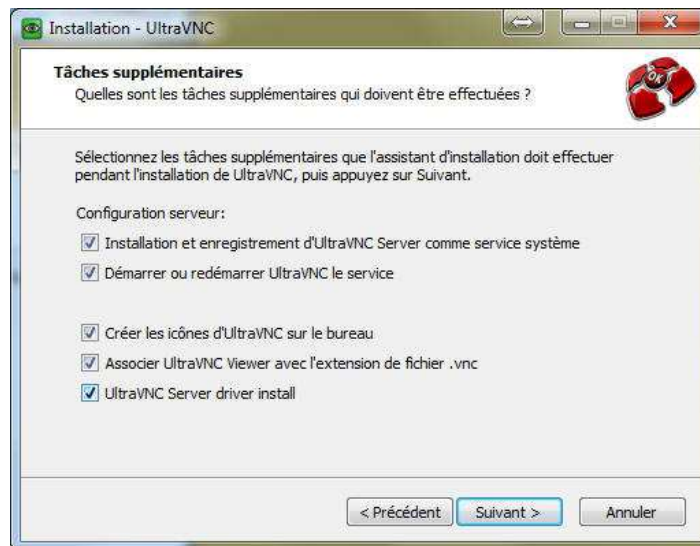 Installation - UltraVNC
Tâches supplémentaires
Quelles sont les tâches supplémentaires qui doivent être effectuées ?
OK
Sélectionnez les tâches supplémentaires que l'assistant d'installation doit effectuer
pendant l'installation de UltraVNC, puis appuyez sur Suivant.
Configuration serveur:
Installation et enregistrement d'UltraVNC Server comme service système
Démarrer ou redémarrer UltraVNC le service
Créer les icônes d'UltraVNC sur le bureau
Associer UltraVNC Viewer avec l'extension de fichier .vnc
UltraVNC Server driver install
< Précédent
Suivant >
Annuler